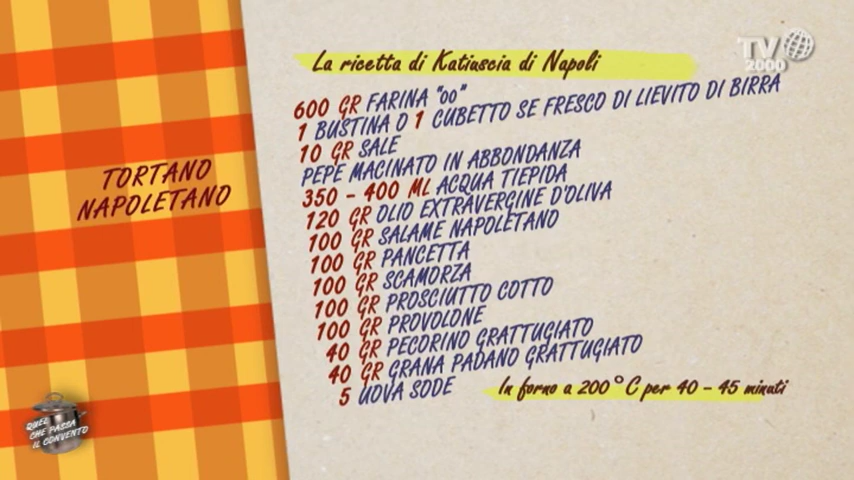 La ricetta di Katiuscia di Napoli
TV
2000
600 GR FARINA "00"
1 BUSTINA O 1 CUBETTO SE FRESCO DI LIEVITO DI BIRRA
10 GR SALE
PEPE MACINATO IN ABBONDANZA
350 - 400 ML ACQUA TIEPIDA
120 GR OLIO EXTRAVERGINE D'OLIVA
100 GR SALAME NAPOLETANO
100 GR PANCETTA
100 GR SCAMORZA
100 GR PROSCIUTTO COTTO
100 GR PROVOLONE
40 GR PECORINO GRATTUGIATO
40 GR GRANA PADANO GRATTUGIATO
5 UOVA SODE
In forno a 200°C per 40 - 45 minuti
TORTANO
NAPOLETANO
QUEL
CHE PASSA
IL CONVENTO